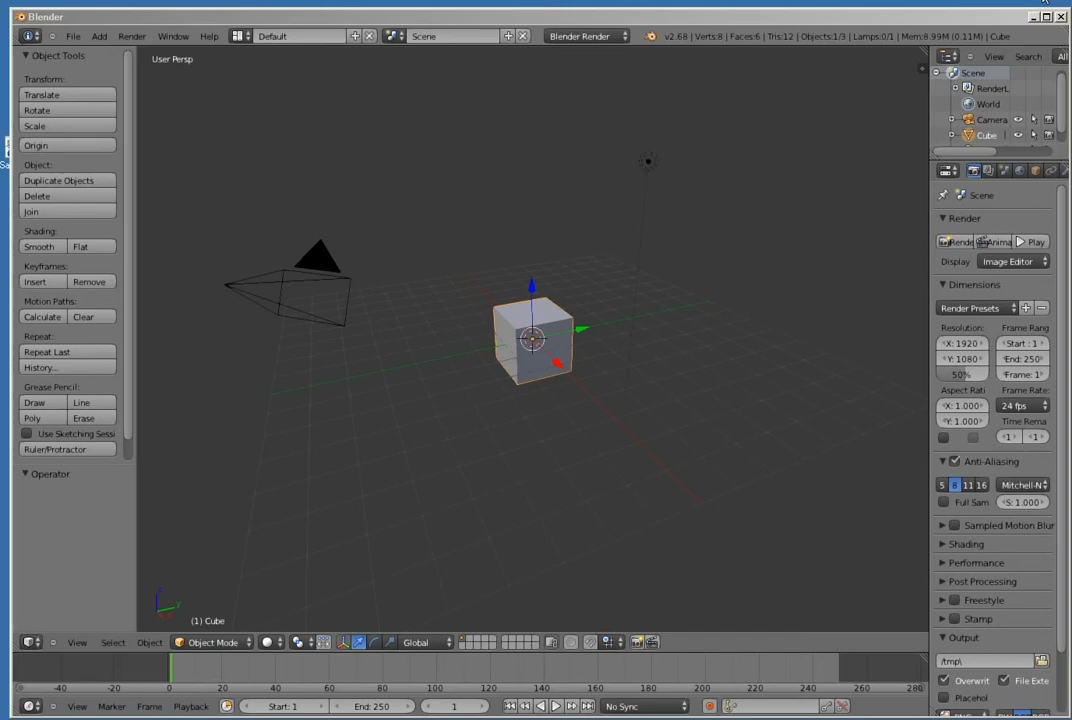 Blender
File Add Render Window Help Default Scene Blender Render v2.68 | Verts:8 | Faces:6 | Tris:12 | Objects:1/3 | Lamps:0/1 | Mem:8.99M (0.11M) | Cube
Object Tools
Transform:
Translate
Rotate
Scale
Origin
Object:
Duplicate Objects
Delete
Join
Shading:
Smooth Flat
Keyframes:
Insert Remove
Motion Paths:
Calculate Clear
Repeat:
Repeat Last
History...
Grease Pencil:
Draw Line
Poly Erase
Use Sketching Sessi
Ruler/Protractor
Operator
User Persp
(1) Cube
View Select Object Object Mode Global
-40 -20 0 20 40 60 80 100 120 140 160 180 200 220 240 260 280
View Marker Frame Playback Start: 1 End: 250 1 No Sync
View Search All
Scene
RenderL
World
Camera
Cube
Scene
Render
Rende Anima Play
Display Image Editor
Dimensions
Render Presets
Resolution: Frame Rang
X: 1920 Start: 1
Y: 1080 End: 250
50% Frame: 1
Aspect Rati Frame Rate:
X: 1.000 24 fps
Y: 1.000 Time Rema
1 1
Anti-Aliasing
5 8 11 16 Mitchell-N
Full Sam S: 1.000
Sampled Motion Blur
Shading
Performance
Post Processing
Freestyle
Stamp
Output
/tmp\
Overwrit File Exte
Placehol